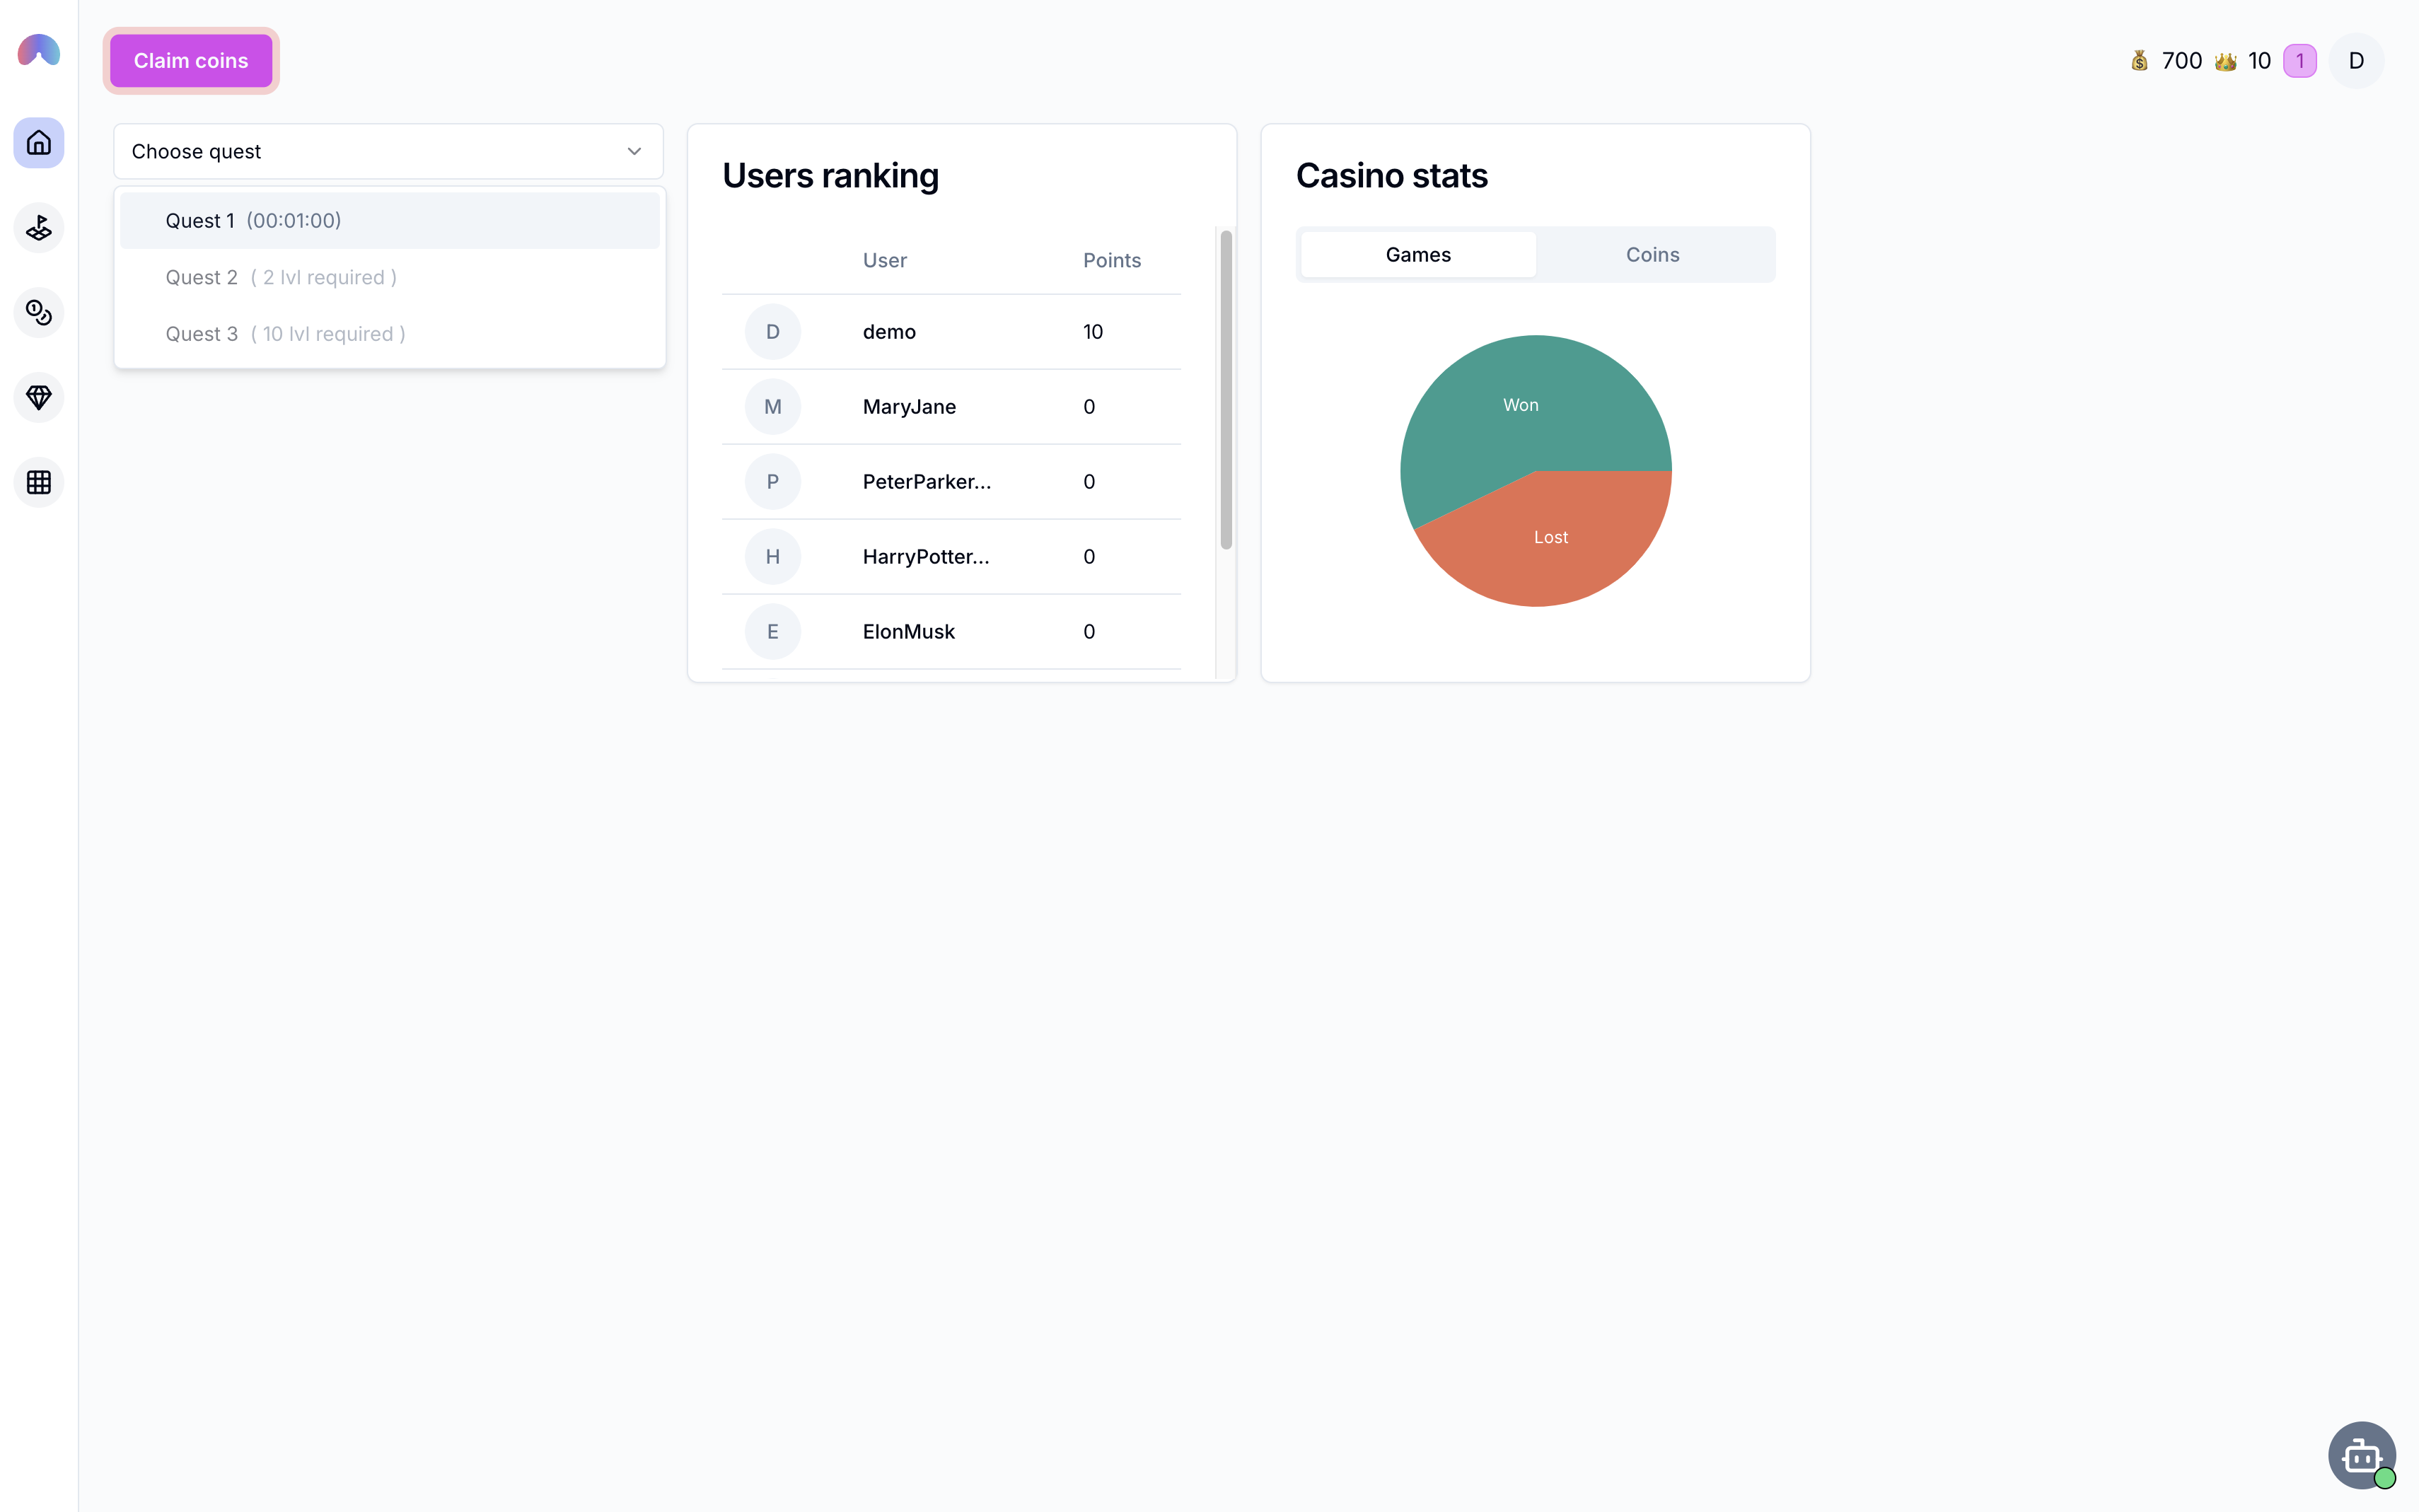 Claim coins
700 10 1 D
Choose quest
Quest 1 (00:01:00)
Quest 2 ( 2 lvl required )
Quest 3 ( 10 lvl required )
Users ranking
User Points
D demo 10
M MaryJane 0
P PeterParker... 0
H HarryPotter... 0
E ElonMusk 0
Casino stats
Games Coins
Won
Lost